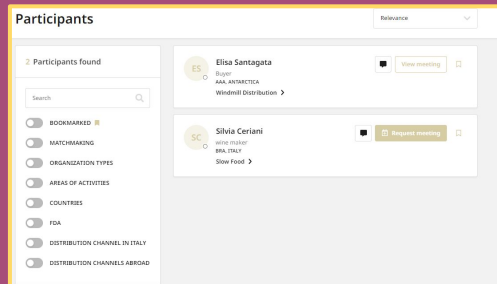 Participants
Relevance
2 Participants found
Search
BOOKMARKED
MATCHMAKING
ORGANIZATION TYPES
AREAS OF ACTIVITIES
COUNTRIES
FDA
DISTRIBUTION CHANNEL IN ITALY
DISTRIBUTION CHANNELS ABROAD
ES
Elisa Santagata
Buyer
AAA, ANTARCTICA
Windmill Distribution
View meeting
SC
Silvia Ceriani
wine maker
BRA, ITALY
Slow Food
Request meeting